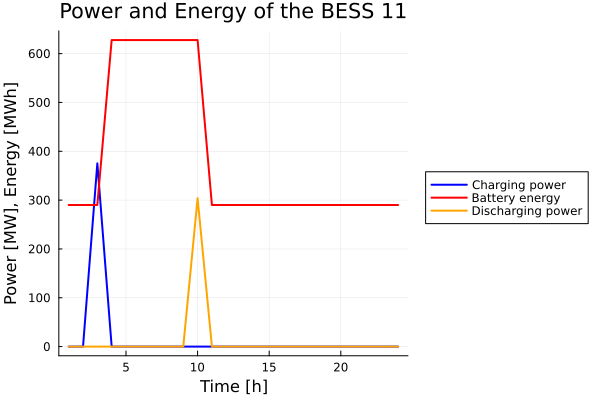 Power and Energy of the BESS 11
Power [MW], Energy [MWh]
600
500
400
300
200
100
0
5
10
15
20
Time [h]
Charging power
Battery energy
Discharging power